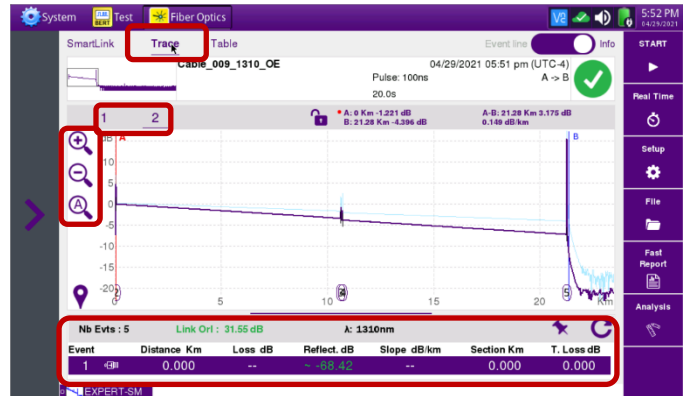 System Test Fiber Optics 5:52 PM
04/29/2021
SmartLink Trace Table Event line Info START
Cable_009_1310_OE 04/29/2021 05:51 pm (UTC-4)
Pulse: 100ns A -> B
20.0s
Real Time
1 2
A: 0 Km -1.221 dB A-B: 21.28 Km 3.175 dB
B: 21.28 Km -4.396 dB 0.149 dB/km
dB A B
Setup
10
5
0
-5
-10
-15
-20
File
Fast
Report
0 5 10 15 20 Km
4 5
Analysis
Nb Evts : 5 Link Orl : 31.55 dB λ: 1310nm
Event Distance Km Loss dB Reflect. dB Slope dB/km Section Km T. Loss dB
1 0.000 -- ~ -68.42 -- 0.000 0.000
EXPERT-SM